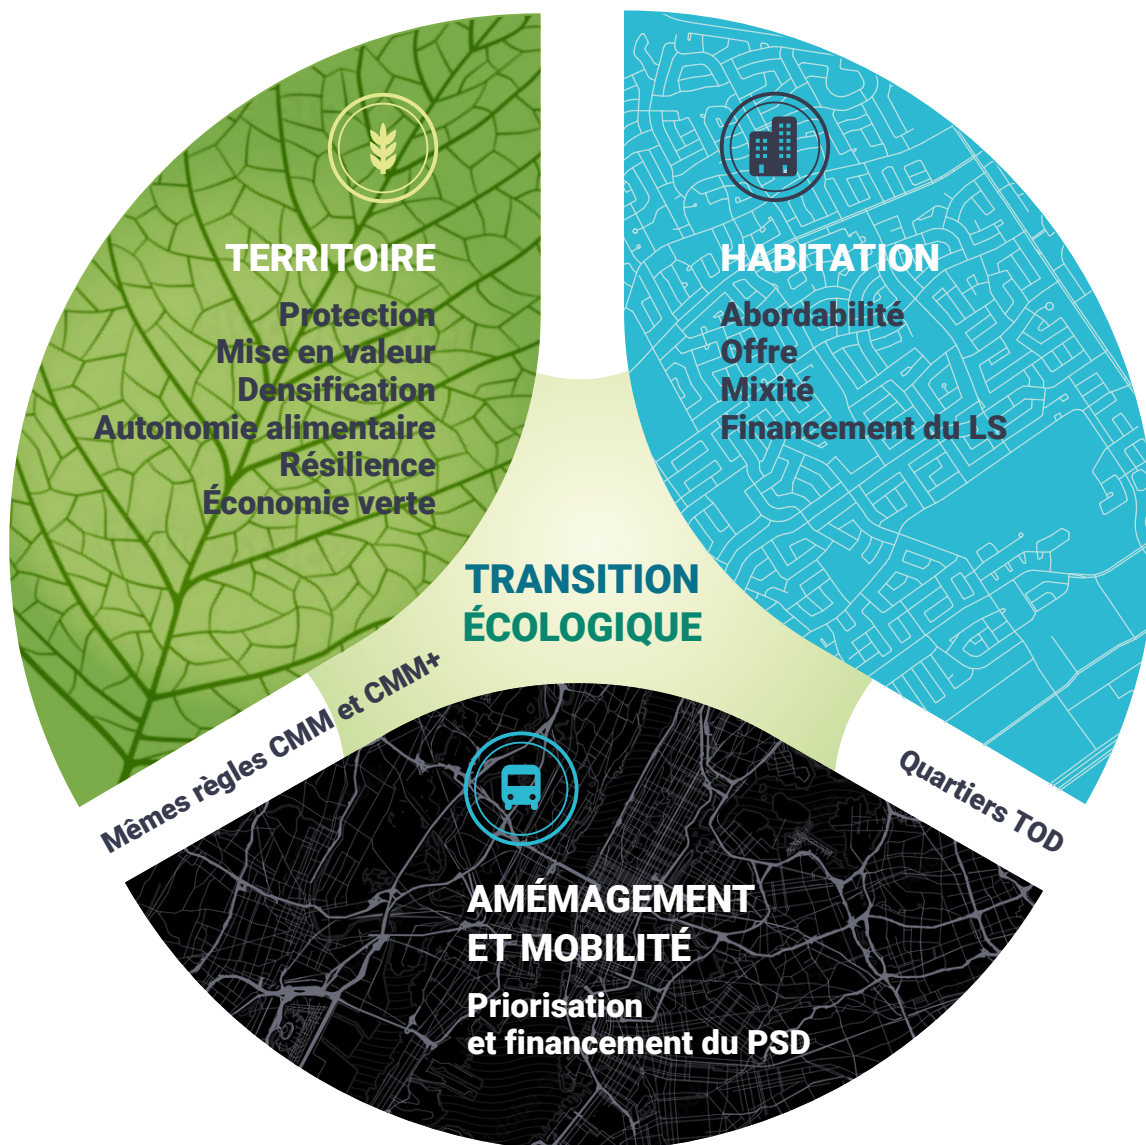 TERRITOIRE
Protection
Mise en valeur
Densification
Autonomie alimentaire
Résilience
Économie verte
HABITATION
Abordabilité
Offre
Mixité
Financement du LS
TRANSITION
ÉCOLOGIQUE
Mêmes règles CMM et CMM+
Quartiers TOD
AMÉMAGEMENT
ET MOBILITÉ
Priorisation
et financement du PSD